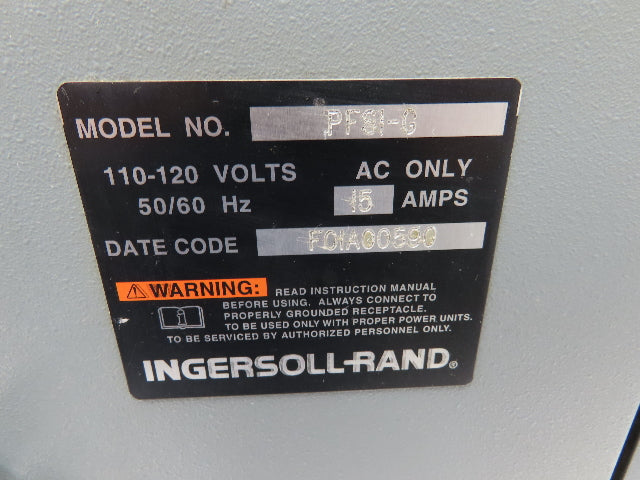 MODEL NO. PFS1-C
110-120 VOLTS AC ONLY
50/60 Hz 15 AMPS
DATE CODE F01A00590
WARNING: READ INSTRUCTION MANUAL
BEFORE USING. ALWAYS CONNECT TO
PROPERLY GROUNDED RECEPTACLE.
TO BE USED ONLY WITH PROPER POWER UNITS.
TO BE SERVICED BY AUTHORIZED PERSONNEL ONLY.
INGERSOLL-RAND®